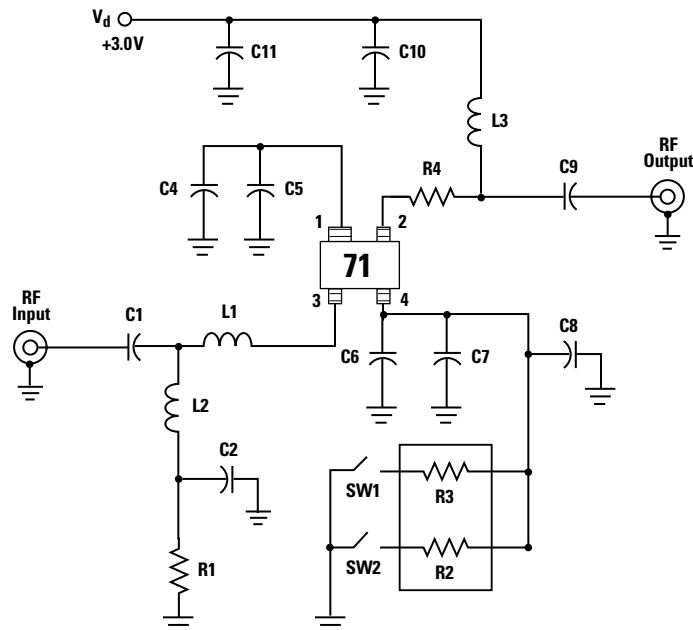 Vd
+3.0V
C11
C10
L3
RF
Output
C9
R4
C4
C5
1
2
71
3
4
RF
Input
C1
L1
C6
C7
C8
L2
C2
SW1
R3
R1
SW2
R2